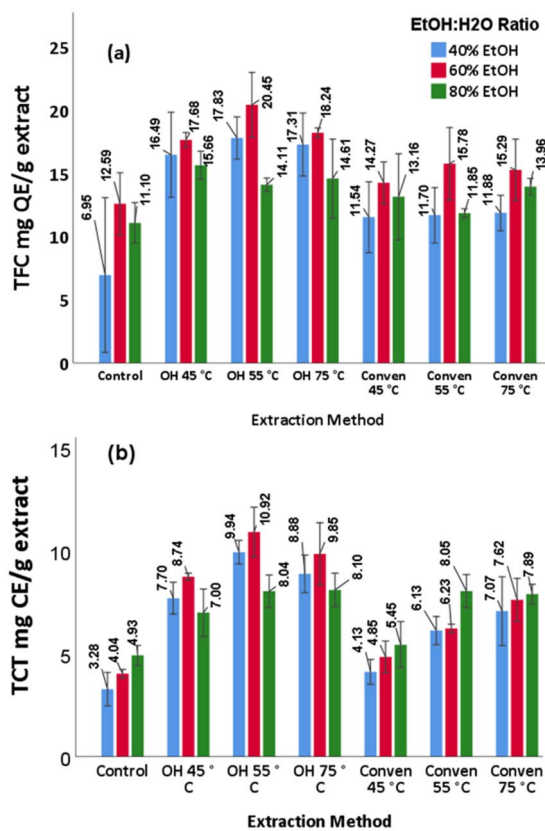 EtOH:H2O Ratio
40% EtOH
60% EtOH
80% EtOH
(a)
TFC mg QE/g extract
25
20
15
10
5
0
6.95
12.59
11.10
16.49
17.68
15.66
17.83
20.45
14.11
17.31
18.24
14.61
11.54
14.27
13.16
11.70
15.78
11.85
11.88
15.29
13.96
Control
OH 45 °C
OH 55 °C
OH 75 °C
Conven
45 °C
Conven
55 °C
Conven
75 °C
Extraction Method
(b)
TCT mg CE/g extract
15
10
5
0
3.28
4.04
4.93
7.70
8.74
7.00
9.94
10.92
8.04
8.88
9.85
8.10
4.13
4.85
5.45
6.13
6.23
8.05
7.07
7.62
7.89
Control
OH 45 °
C
OH 55 °
C
OH 75 °
C
Conven
45 °C
Conven
55 °C
Conven
75 °C
Extraction Method